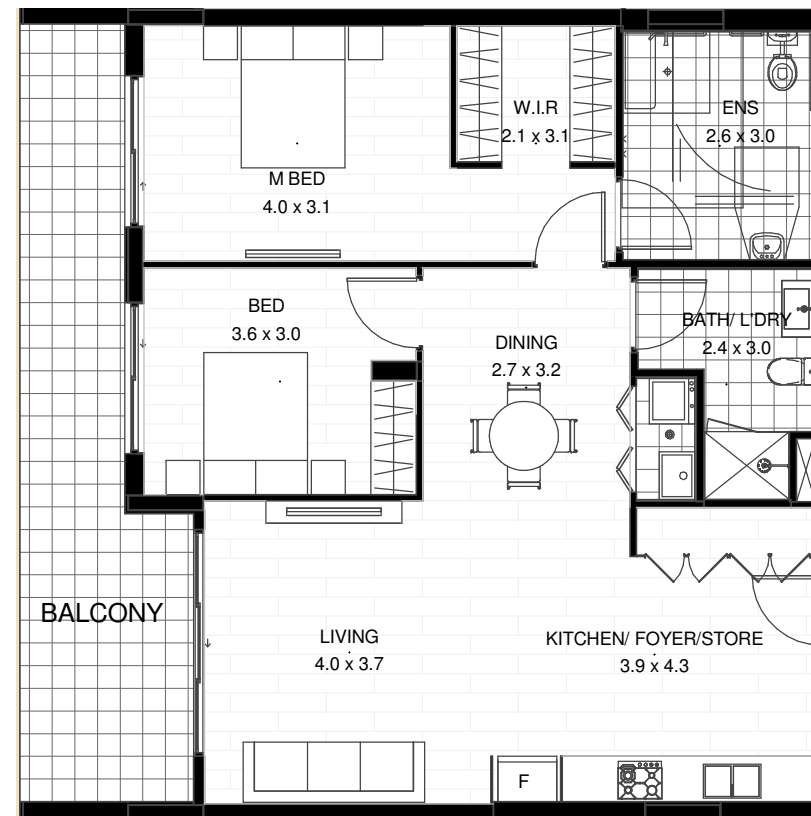 W.I.R
2.1 x 3.1
ENS
2.6 x 3.0
M BED
4.0 x 3.1
BED
3.6 x 3.0
BATH/ L'DRY
2.4 x 3.0
DINING
2.7 x 3.2
BALCONY
LIVING
4.0 x 3.7
KITCHEN/ FOYER/STORE
3.9 x 4.3
F